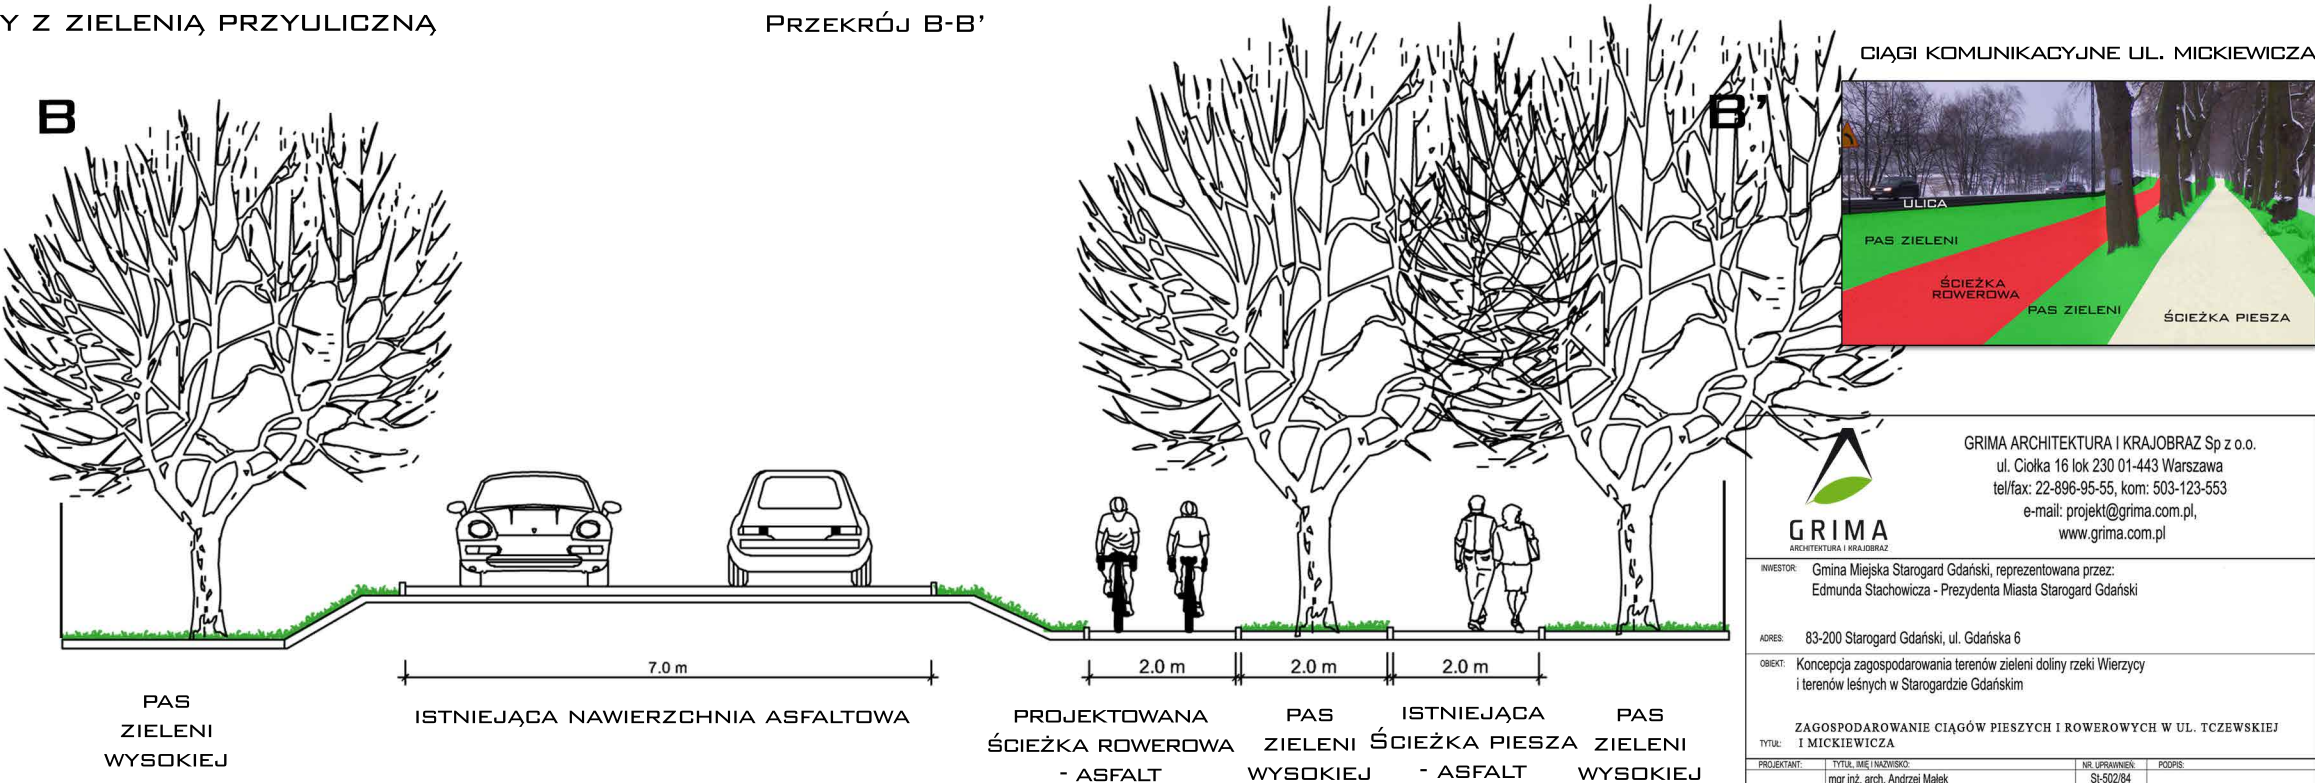 Y Z ZIELENIĄ PRZYULICZNĄ
PRZEKRÓJ B-B'
CIĄGI KOMUNIKACYJNE UL. MICKIEWICZA
B
B'
ULICA
PAS ZIELENI
ŚCIEŻKA
ROWEROWA
PAS ZIELENI
ŚCIEŻKA PIESZA
7.0 m
2.0 m
2.0 m
2.0 m
PAS
ZIELENI
WYSOKIEJ
ISTNIEJĄCA NAWIERZCHNIA ASFALTOWA
PROJEKTOWANA
ŚCIEŻKA ROWEROWA
- ASFALT
PAS
ZIELENI
WYSOKIEJ
ISTNIEJĄCA
ŚCIEŻKA PIESZA
- ASFALT
PAS
ZIELENI
WYSOKIEJ
GRIMA
ARCHITEKTURA I KRAJOBRAZ
GRIMA ARCHITEKTURA I KRAJOBRAZ Sp z o.o.
ul. Ciołka 16 lok 230 01-443 Warszawa
tel/fax: 22-896-95-55, kom: 503-123-553
e-mail: projekt@grima.com.pl,
www.grima.com.pl
INWESTOR: Gmina Miejska Starogard Gdański, reprezentowana przez:
Edmunda Stachowicza - Prezydenta Miasta Starogard Gdański
ADRES: 83-200 Starogard Gdański, ul. Gdańska 6
OBIEKT: Koncepcja zagospodarowania terenów zieleni doliny rzeki Wierzycy
i terenów leśnych w Starogardzie Gdańskim
ZAGOSPODAROWANIE CIĄGÓW PIESZYCH I ROWEROWYCH W UL. TCZEWSKIEJ
TYTUŁ: I MICKIEWICZA
PROJEKTANT: TYTUŁ, IMIĘ I NAZWISKO: NR. UPRAWNIEŃ: PODPIS:
mgr inż. arch. Andrzej Małek St-502/84